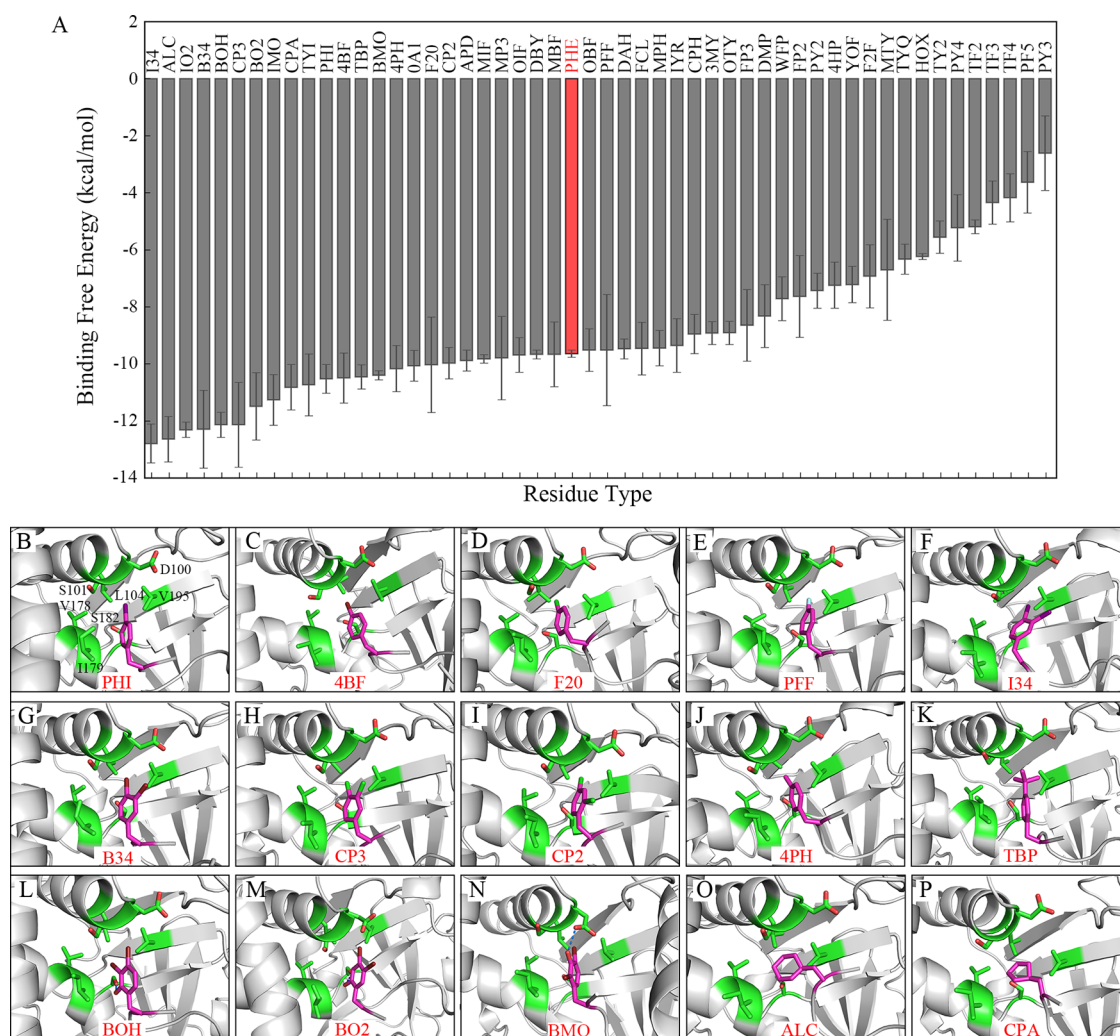 A
Binding Free Energy (kcal/mol)
2
0
-2
-4
-6
-8
-10
-12
-14
I34 ALC IO2 B34 BOH CP3 BO2 IMO CPA TYI PHI 4BF TBP BMO 4PH 0A1 F20 CP2 APD MIF MP3 OIF DBY MBF PHE OBF PFF DAH FCL MPH TYR CPH 3MY OTY FP3 DMP WFP FP2 PY2 4HP YOF F2F MTY TYQ HOX TY2 PY4 TF2 TF3 TF4 PF5 PY3
Residue Type
B
D100
S101
L104
V195
V178
S182
I179
PHI
C
4BF
D
F20
E
PFF
F
I34
G
B34
H
CP3
I
CP2
J
4PH
K
TBP
L
BOH
M
BO2
N
BMO
O
ALC
P
CPA